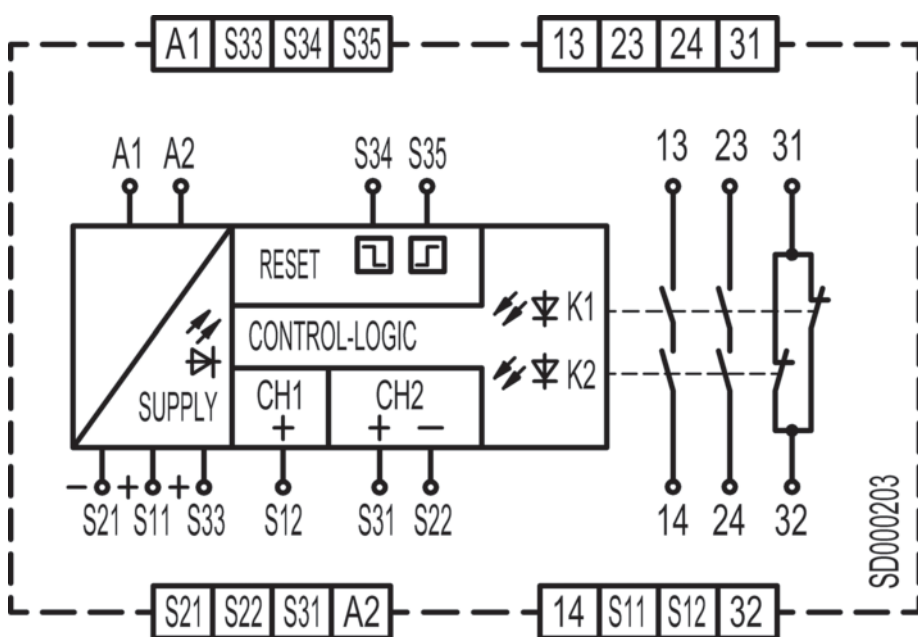 A1 S33 S34 S35 13 23 24 31
A1 A2 S34 S35 13 23 31
RESET
K1
CONTROL-LOGIC
K2
SUPPLY CH1 CH2
+ + −
− + +
S21 S11 S33 S12 S31 S22 14 24 32
SD000203
S21 S22 S31 A2 14 S11 S12 32